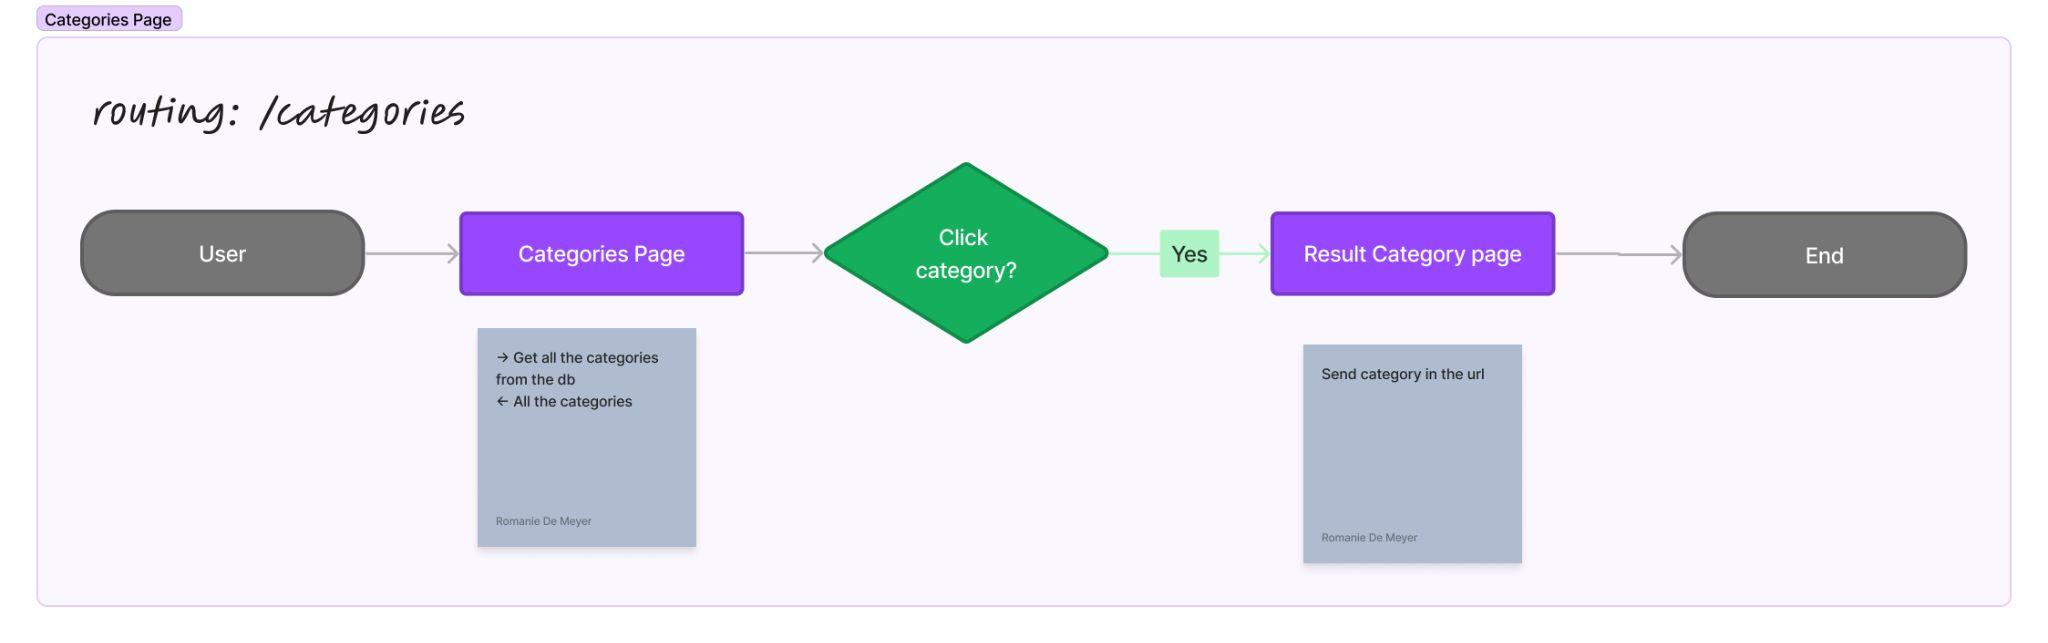 Categories Page
routing: /categories
User
Categories Page
Click
category?
Yes
Result Category page
End
→ Get all the categories
from the db
← All the categories
Romanie De Meyer
Send category in the url
Romanie De Meyer